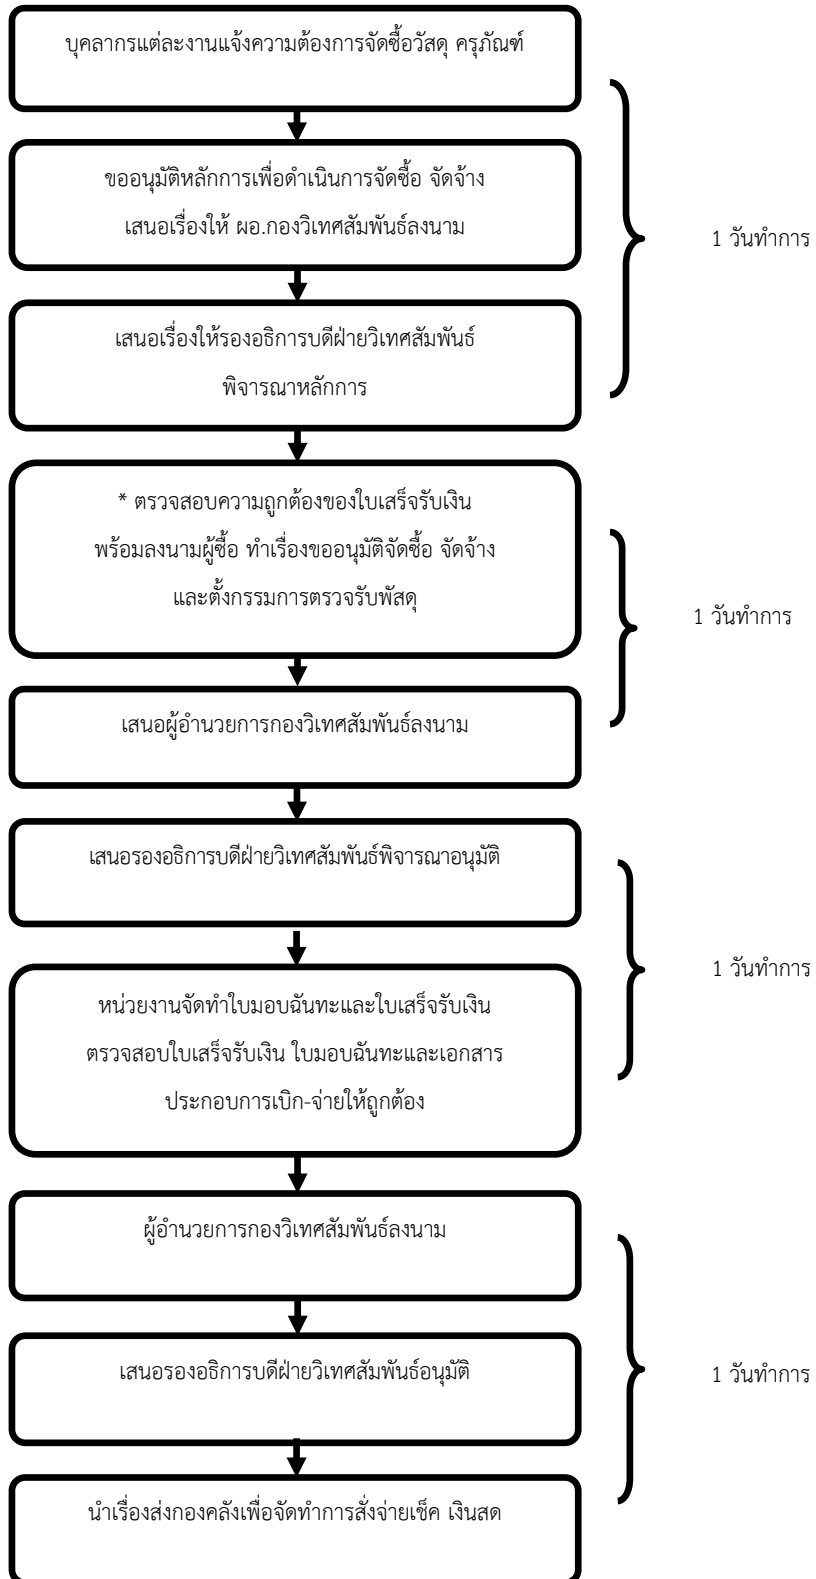 บุคลากรแต่ละงานแจ้งความต้องการจัดซื้อวัสดุ ครุภัณฑ์
ขออนุมัติหลักการเพื่อดำเนินการจัดซื้อ จัดจ้าง
เสนอเรื่องให้ ผอ.กองวิเทศสัมพันธ์ลงนาม
1 วันทำการ
เสนอเรื่องให้รองอธิการบดีฝ่ายวิเทศสัมพันธ์
พิจารณาหลักการ
* ตรวจสอบความถูกต้องของใบเสร็จรับเงิน
พร้อมลงนามผู้ซื้อ ทำเรื่องขออนุมัติจัดซื้อ จัดจ้าง
และตั้งกรรมการตรวจรับพัสดุ
1 วันทำการ
เสนอผู้อำนวยการกองวิเทศสัมพันธ์ลงนาม
เสนอรองอธิการบดีฝ่ายวิเทศสัมพันธ์พิจารณาอนุมัติ
1 วันทำการ
หน่วยงานจัดทำใบมอบฉันทะและใบเสร็จรับเงิน
ตรวจสอบใบเสร็จรับเงิน ใบมอบฉันทะและเอกสาร
ประกอบการเบิก-จ่ายให้ถูกต้อง
ผู้อำนวยการกองวิเทศสัมพันธ์ลงนาม
เสนอรองอธิการบดีฝ่ายวิเทศสัมพันธ์อนุมัติ
1 วันทำการ
นำเรื่องส่งกองคลังเพื่อจัดทำการสั่งจ่ายเช็ค เงินสด